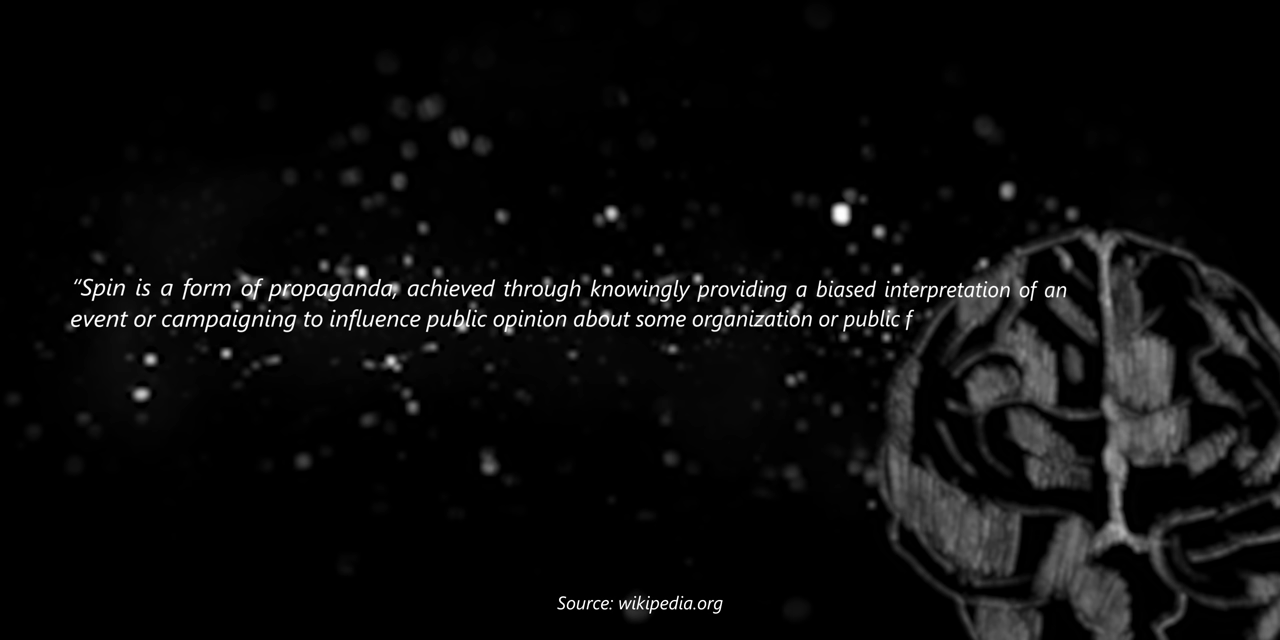 “Spin is a form of propaganda, achieved through knowingly providing a biased interpretation of an
event or campaigning to influence public opinion about some organization or public f
Source: wikipedia.org